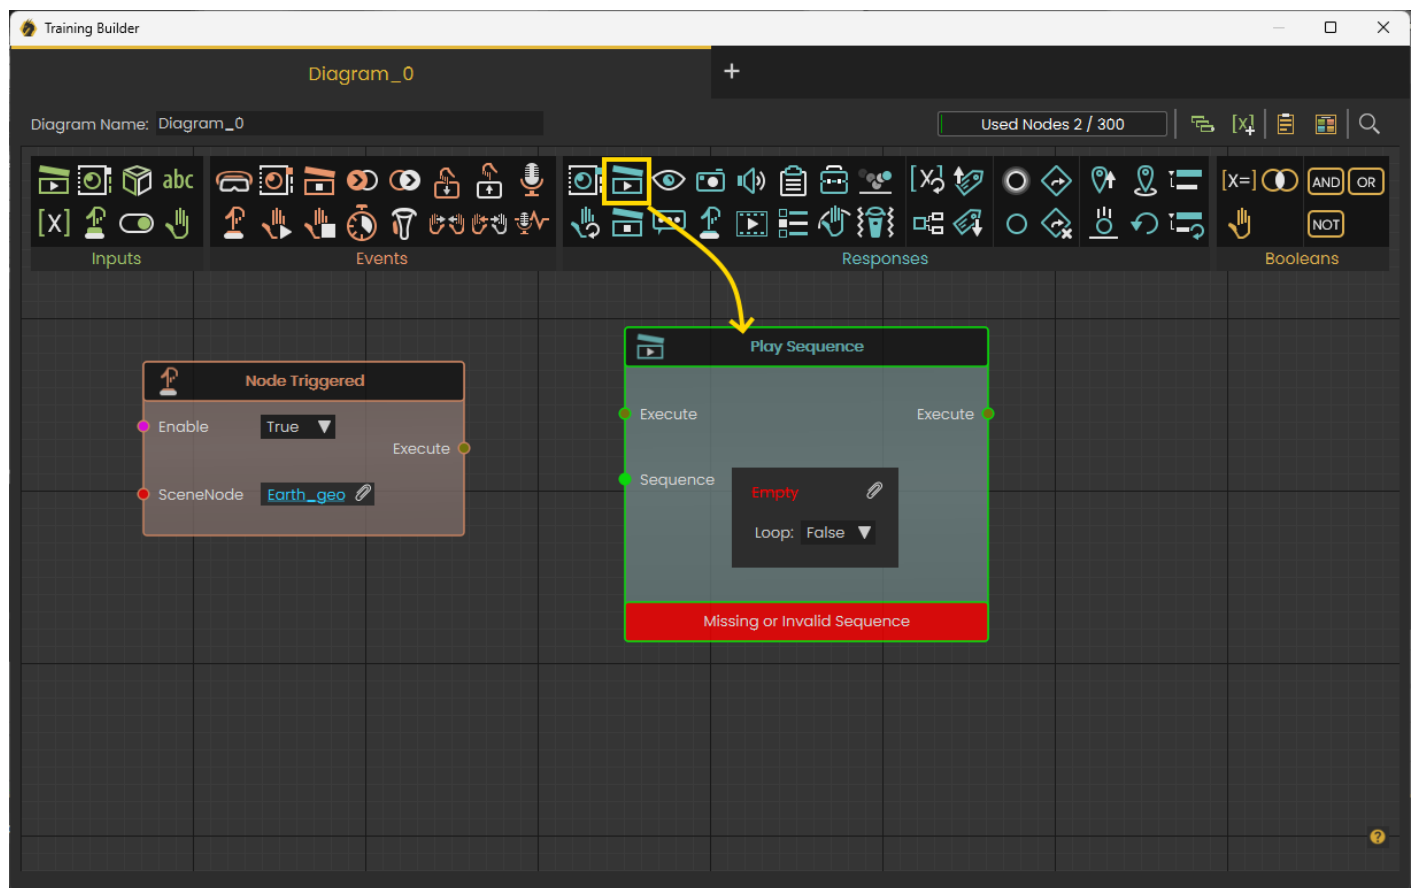 Training Builder
Diagram_0
+
Diagram Name: Diagram_0
Used Nodes 2 / 300
[X]
abc
[X]
[X=]
AND
OR
[X]
NOT
Inputs
Events
Responses
Booleans
Play Sequence
Node Triggered
Execute
Execute
Enable
True
Execute
Sequence
Empty
SceneNode
Earth_geo
Loop: False
Missing or Invalid Sequence
?